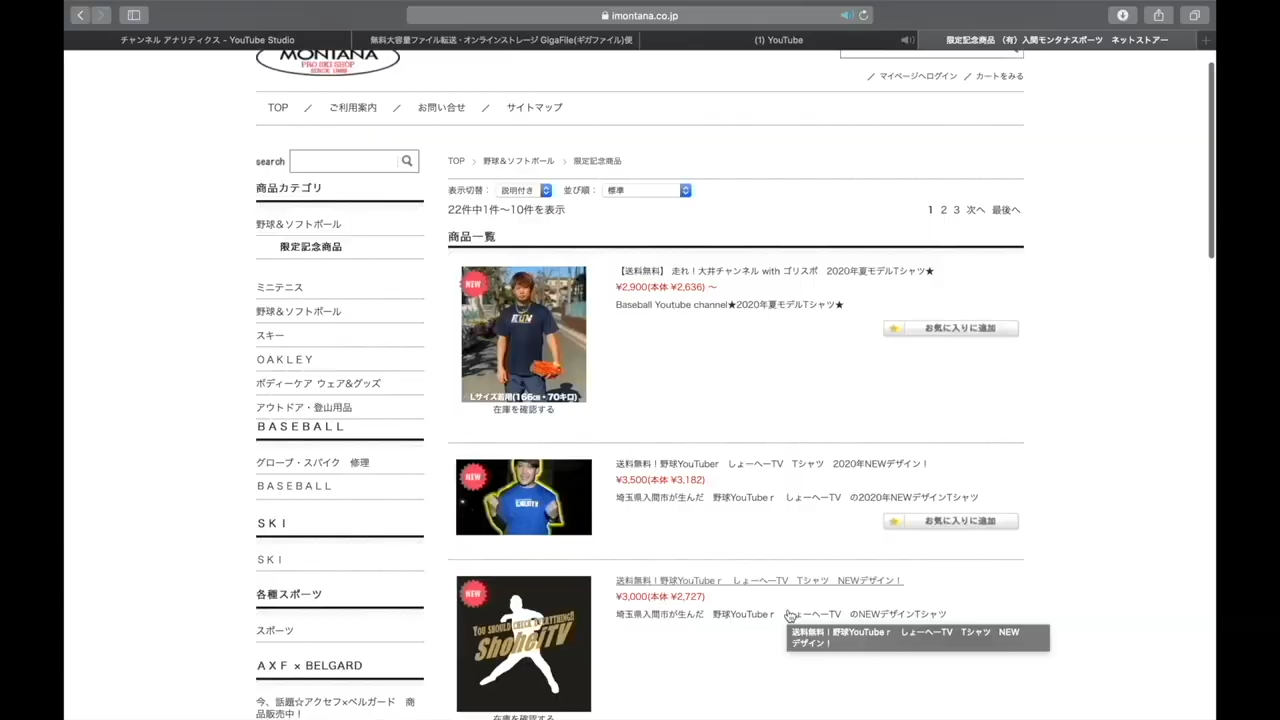 imontana.co.jp
チャンネル アナリティクス - YouTube Studio
無料大容量ファイル転送・オンラインストレージ GigaFile(ギガファイル)便
(1) YouTube
限定記念商品 （有）入間モンタナスポーツ　ネットストアー
MONTANA
PRO SKI SHOP
／ マイページへログイン ／ カートをみる
TOP ／ ご利用案内 ／ お問い合せ ／ サイトマップ
search
商品カテゴリ
野球＆ソフトボール
限定記念商品
ミニテニス
野球＆ソフトボール
スキー
ＯＡＫＬＥＹ
ボディーケア ウェア&グッズ
アウトドア・登山用品
ＢＡＳＥＢＡＬＬ
グローブ・スパイク　修理
ＢＡＳＥＢＡＬＬ
ＳＫＩ
ＳＫＩ
各種スポーツ
スポーツ
ＡＸＦ × BELGARD
今、話題☆アクセフ×ベルガード　商
品販売中！
TOP > 野球＆ソフトボール > 限定記念商品
表示切替： 説明付き 並び順： 標準
22件中1件〜10件を表示
1 2 3 次へ 最後へ
商品一覧
NEW
RUN
Lサイズ着用(166㎝・70キロ)
在庫を確認する
【送料無料】 走れ！大井チャンネル with ゴリスポ　2020年夏モデルTシャツ★
¥2,900(本体 ¥2,636) 〜
Baseball Youtube channel★2020年夏モデルTシャツ★
お気に入りに追加
NEW
送料無料！野球YouTuber　しょーへーTV　Tシャツ　2020年NEWデザイン！
¥3,500(本体 ¥3,182)
埼玉県入間市が生んだ　野球YouTubeｒ　しょーへーTV　の2020年NEWデザインTシャツ
お気に入りに追加
NEW
YOU SHOULD CHECK EVERYTHING!!
ShoheiTV
在庫を確認する
送料無料！野球YouTubeｒ　しょーへーTV　Tシャツ　NEWデザイン！
¥3,000(本体 ¥2,727)
埼玉県入間市が生んだ　野球YouTubeｒ　しょーへーTV　のNEWデザインTシャツ
送料無料！野球YouTubeｒ　しょーへーTV　Tシャツ　NEW
デザイン！